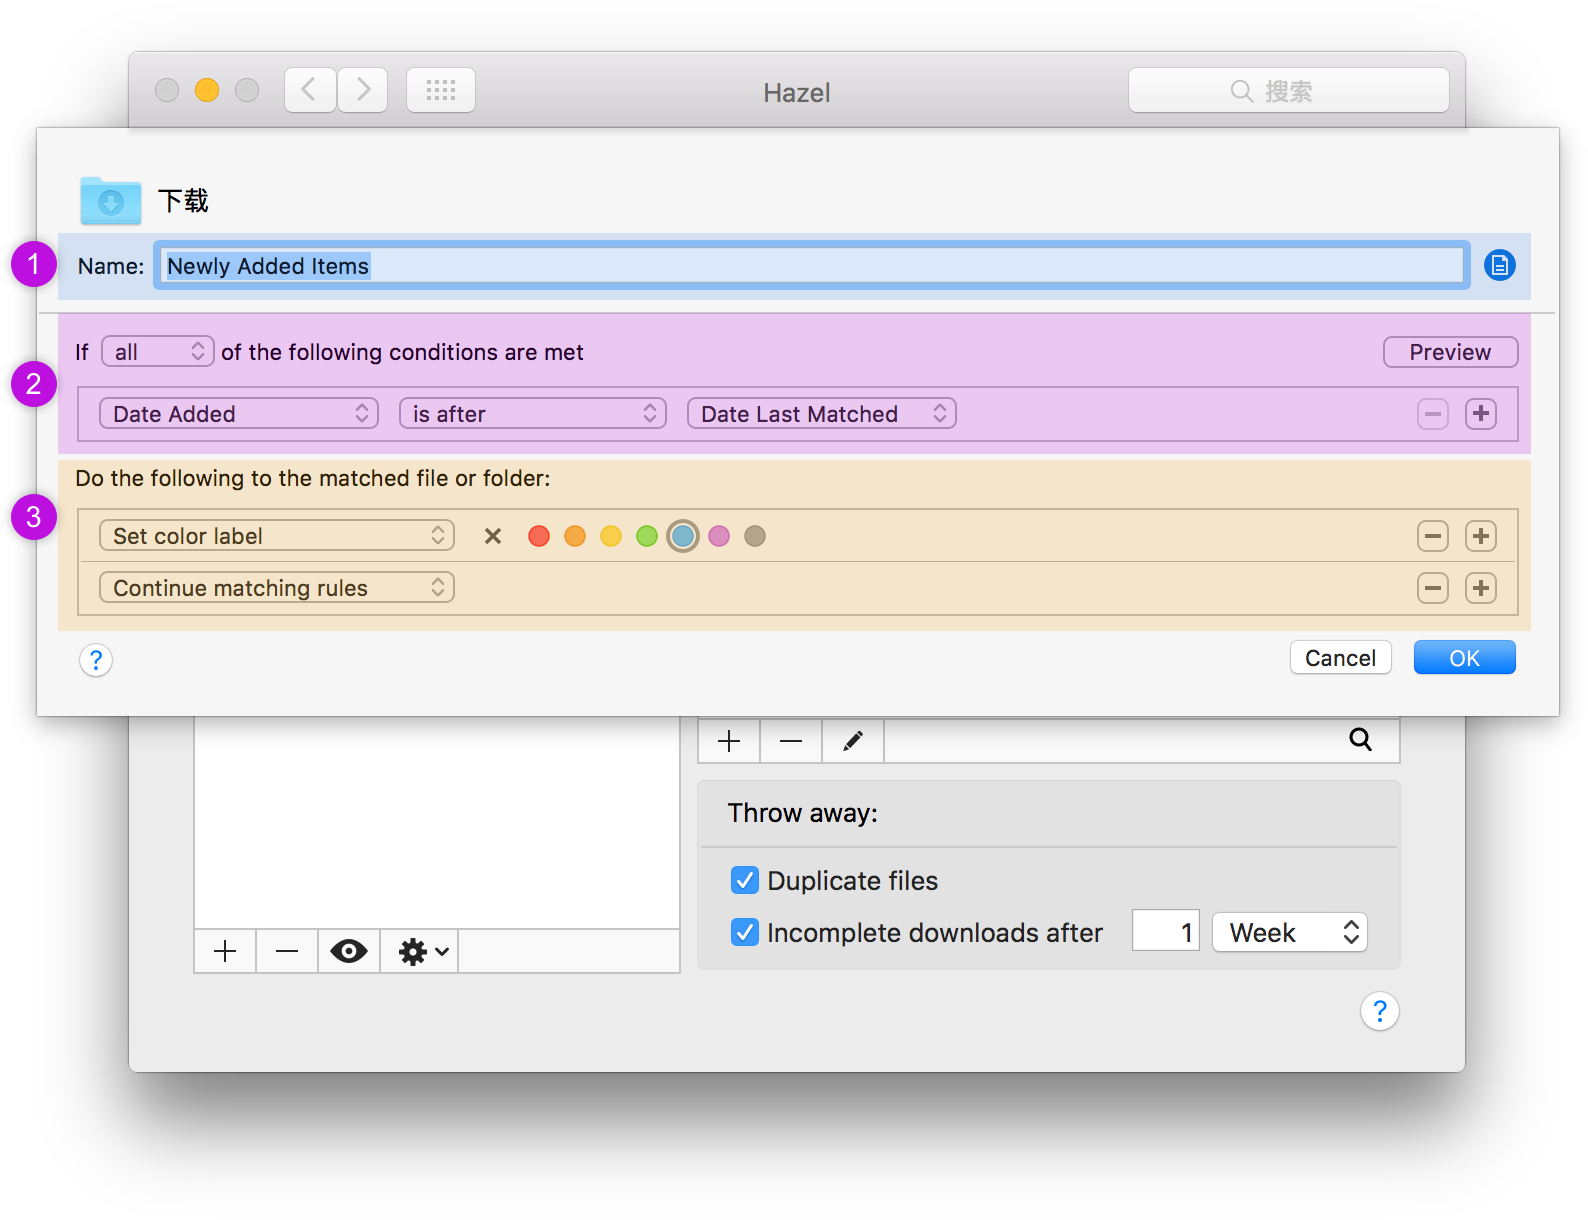 Hazel
搜索
下载
1
Name: Newly Added Items
If all of the following conditions are met Preview
2
Date Added is after Date Last Matched
Do the following to the matched file or folder:
3
Set color label
Continue matching rules
? Cancel OK
Throw away:
Duplicate files
Incomplete downloads after 1 Week
?